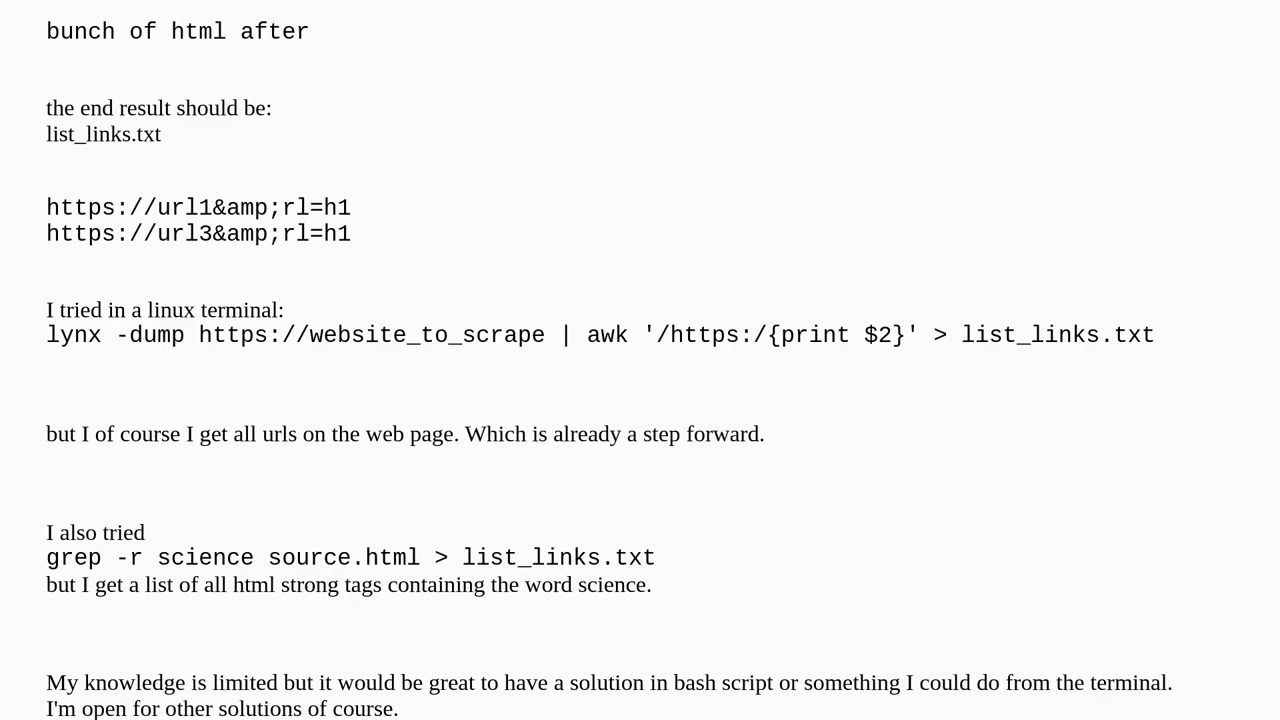 bunch of html after
the end result should be:
list_links.txt
https://url1&amp;rl=h1
https://url3&amp;rl=h1
I tried in a linux terminal:
lynx -dump https://website_to_scrape | awk '/https:/{print $2}' > list_links.txt
but I of course I get all urls on the web page. Which is already a step forward.
I also tried
grep -r science source.html > list_links.txt
but I get a list of all html strong tags containing the word science.
My knowledge is limited but it would be great to have a solution in bash script or something I could do from the terminal.
I'm open for other solutions of course.